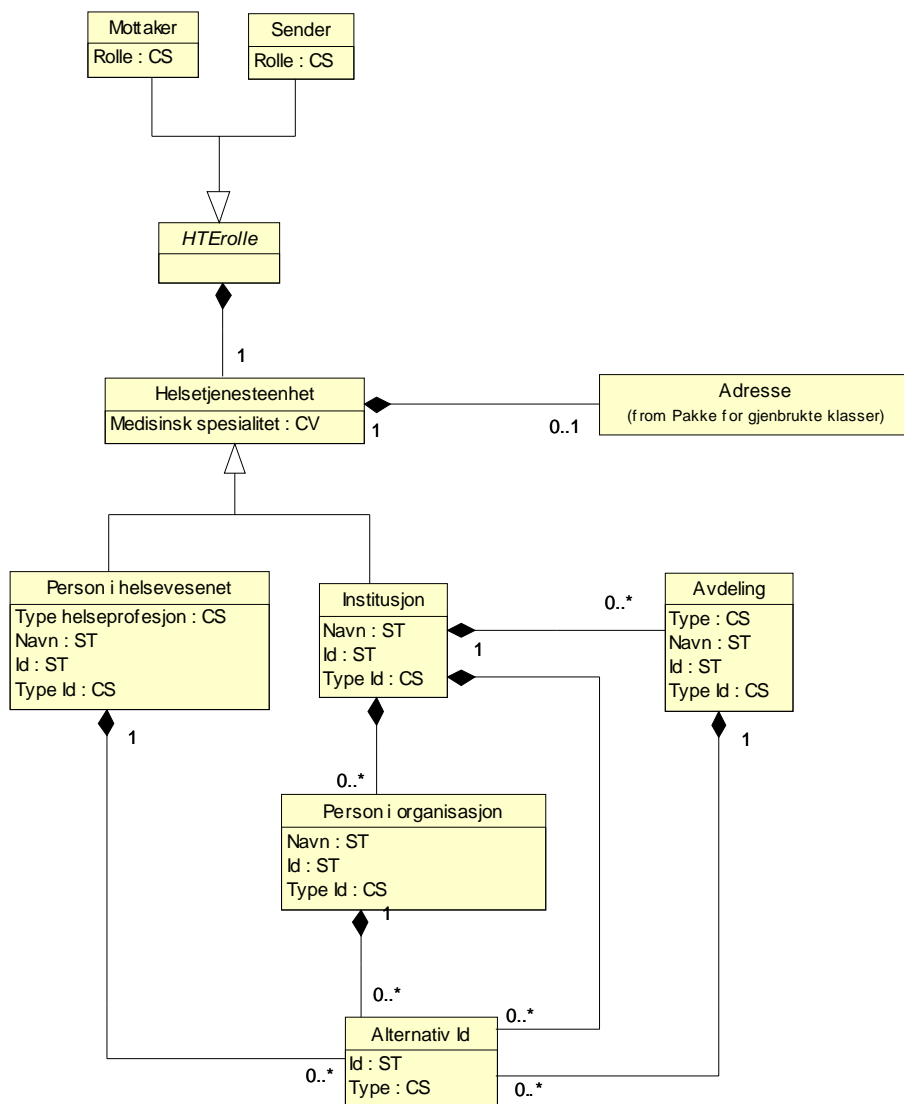 Mottaker
Rolle : CS
Sender
Rolle : CS
HTErolle
1
Helsetjenesteenhet
Medisinsk spesialitet : CV
1
0..1
Adresse
(from Pakke for gjenbrukte klasser)
Person i helsevesenet
Type helseprofesjon : CS
Navn : ST
Id : ST
Type Id : CS
1
Institusjon
Navn : ST
Id : ST
Type Id : CS
1
0..*
Avdeling
Type : CS
Navn : ST
Id : ST
Type Id : CS
1
0..*
Person i organisasjon
Navn : ST
Id : ST
Type Id : CS
1
0..*
0..*
Alternativ Id
Id : ST
Type : CS
0..*
0..*